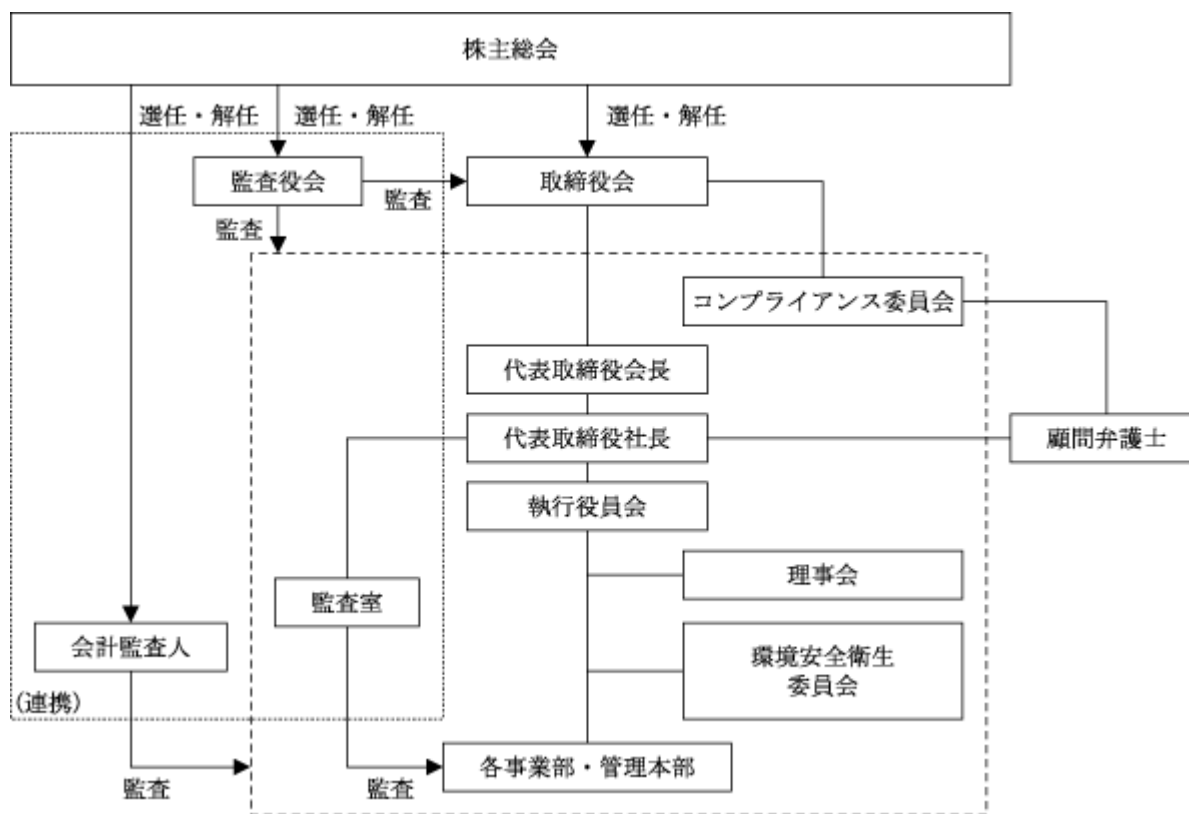 株主総会
選任・解任
選任・解任
選任・解任
監査役会
監査
取締役会
監査
コンプライアンス委員会
代表取締役会長
代表取締役社長
顧問弁護士
執行役員会
理事会
監査室
会計監査人
環境安全衛生
委員会
(連携)
各事業部・管理本部
監査
監査